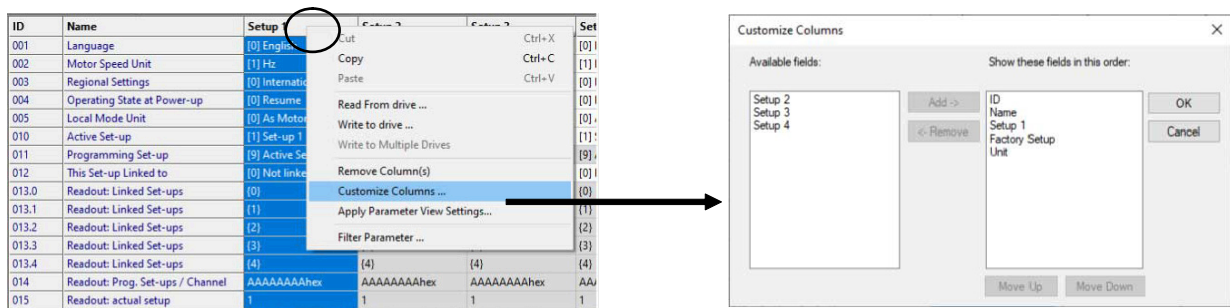 ID Name Setup 1 Setup 2 Setup 3 Set
001 Language [0] English [0] I
002 Motor Speed Unit [1] Hz [1] I
003 Regional Settings [0] Internatio [0] I
004 Operating State at Power-up [0] Resume [0] I
005 Local Mode Unit [0] As Motor [0] .
010 Active Set-up [1] Set-up 1 [1] S
011 Programming Set-up [9] Active Se [9] .
012 This Set-up Linked to [0] Not linke [0] I
013.0 Readout: Linked Set-ups {0} {0}
013.1 Readout: Linked Set-ups {1} {1}
013.2 Readout: Linked Set-ups {2} {2}
013.3 Readout: Linked Set-ups {3} {3}
013.4 Readout: Linked Set-ups {4} {4} {4} {4}
014 Readout: Prog. Set-ups / Channel AAAAAAAAhex AAAAAAAAhex AAAAAAAAhex AA
015 Readout: actual setup 1 1 1 1
Cut Ctrl+X
Copy Ctrl+C
Paste Ctrl+V
Read From drive ...
Write to drive ...
Write to Multiple Drives
Remove Column(s)
Customize Columns ...
Apply Parameter View Settings...
Filter Parameter ...
Customize Columns
Available fields:
Setup 2
Setup 3
Setup 4
Add ->
<- Remove
Show these fields in this order:
ID
Name
Setup 1
Factory Setup
Unit
OK
Cancel
Move Up Move Down